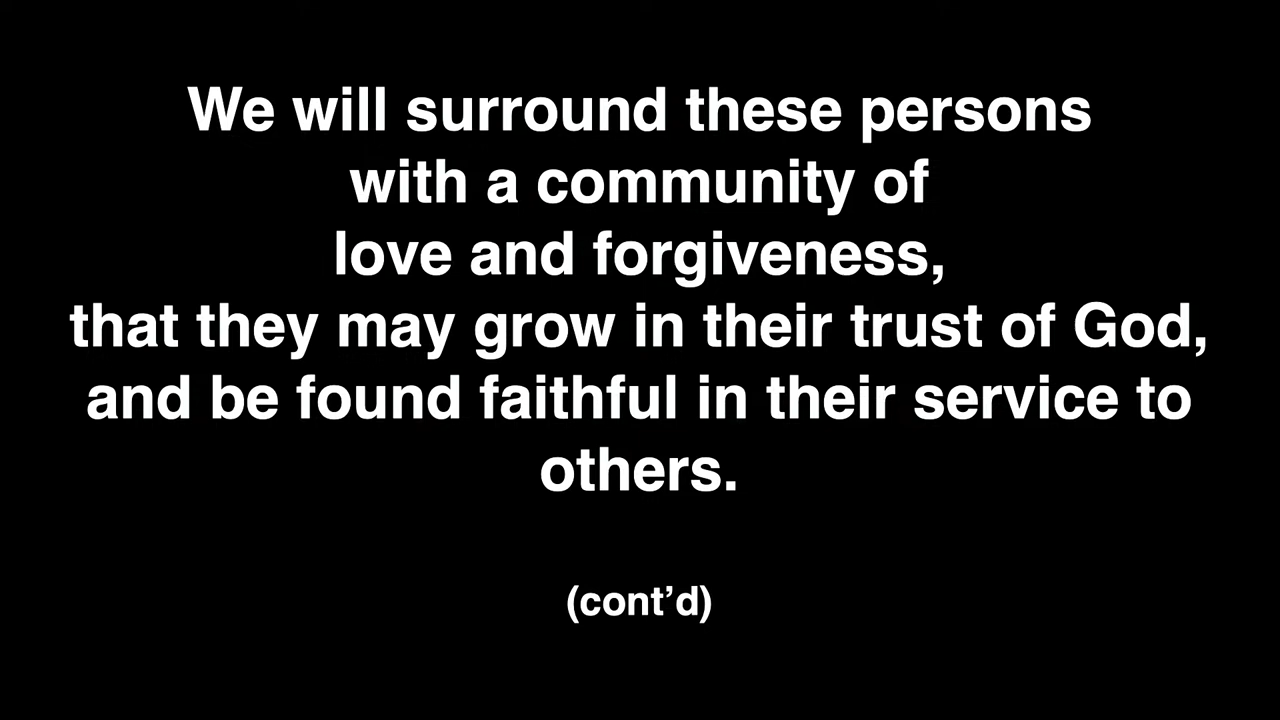 We will surround these persons
with a community of
love and forgiveness,
that they may grow in their trust of God,
and be found faithful in their service to
others.
(cont’d)